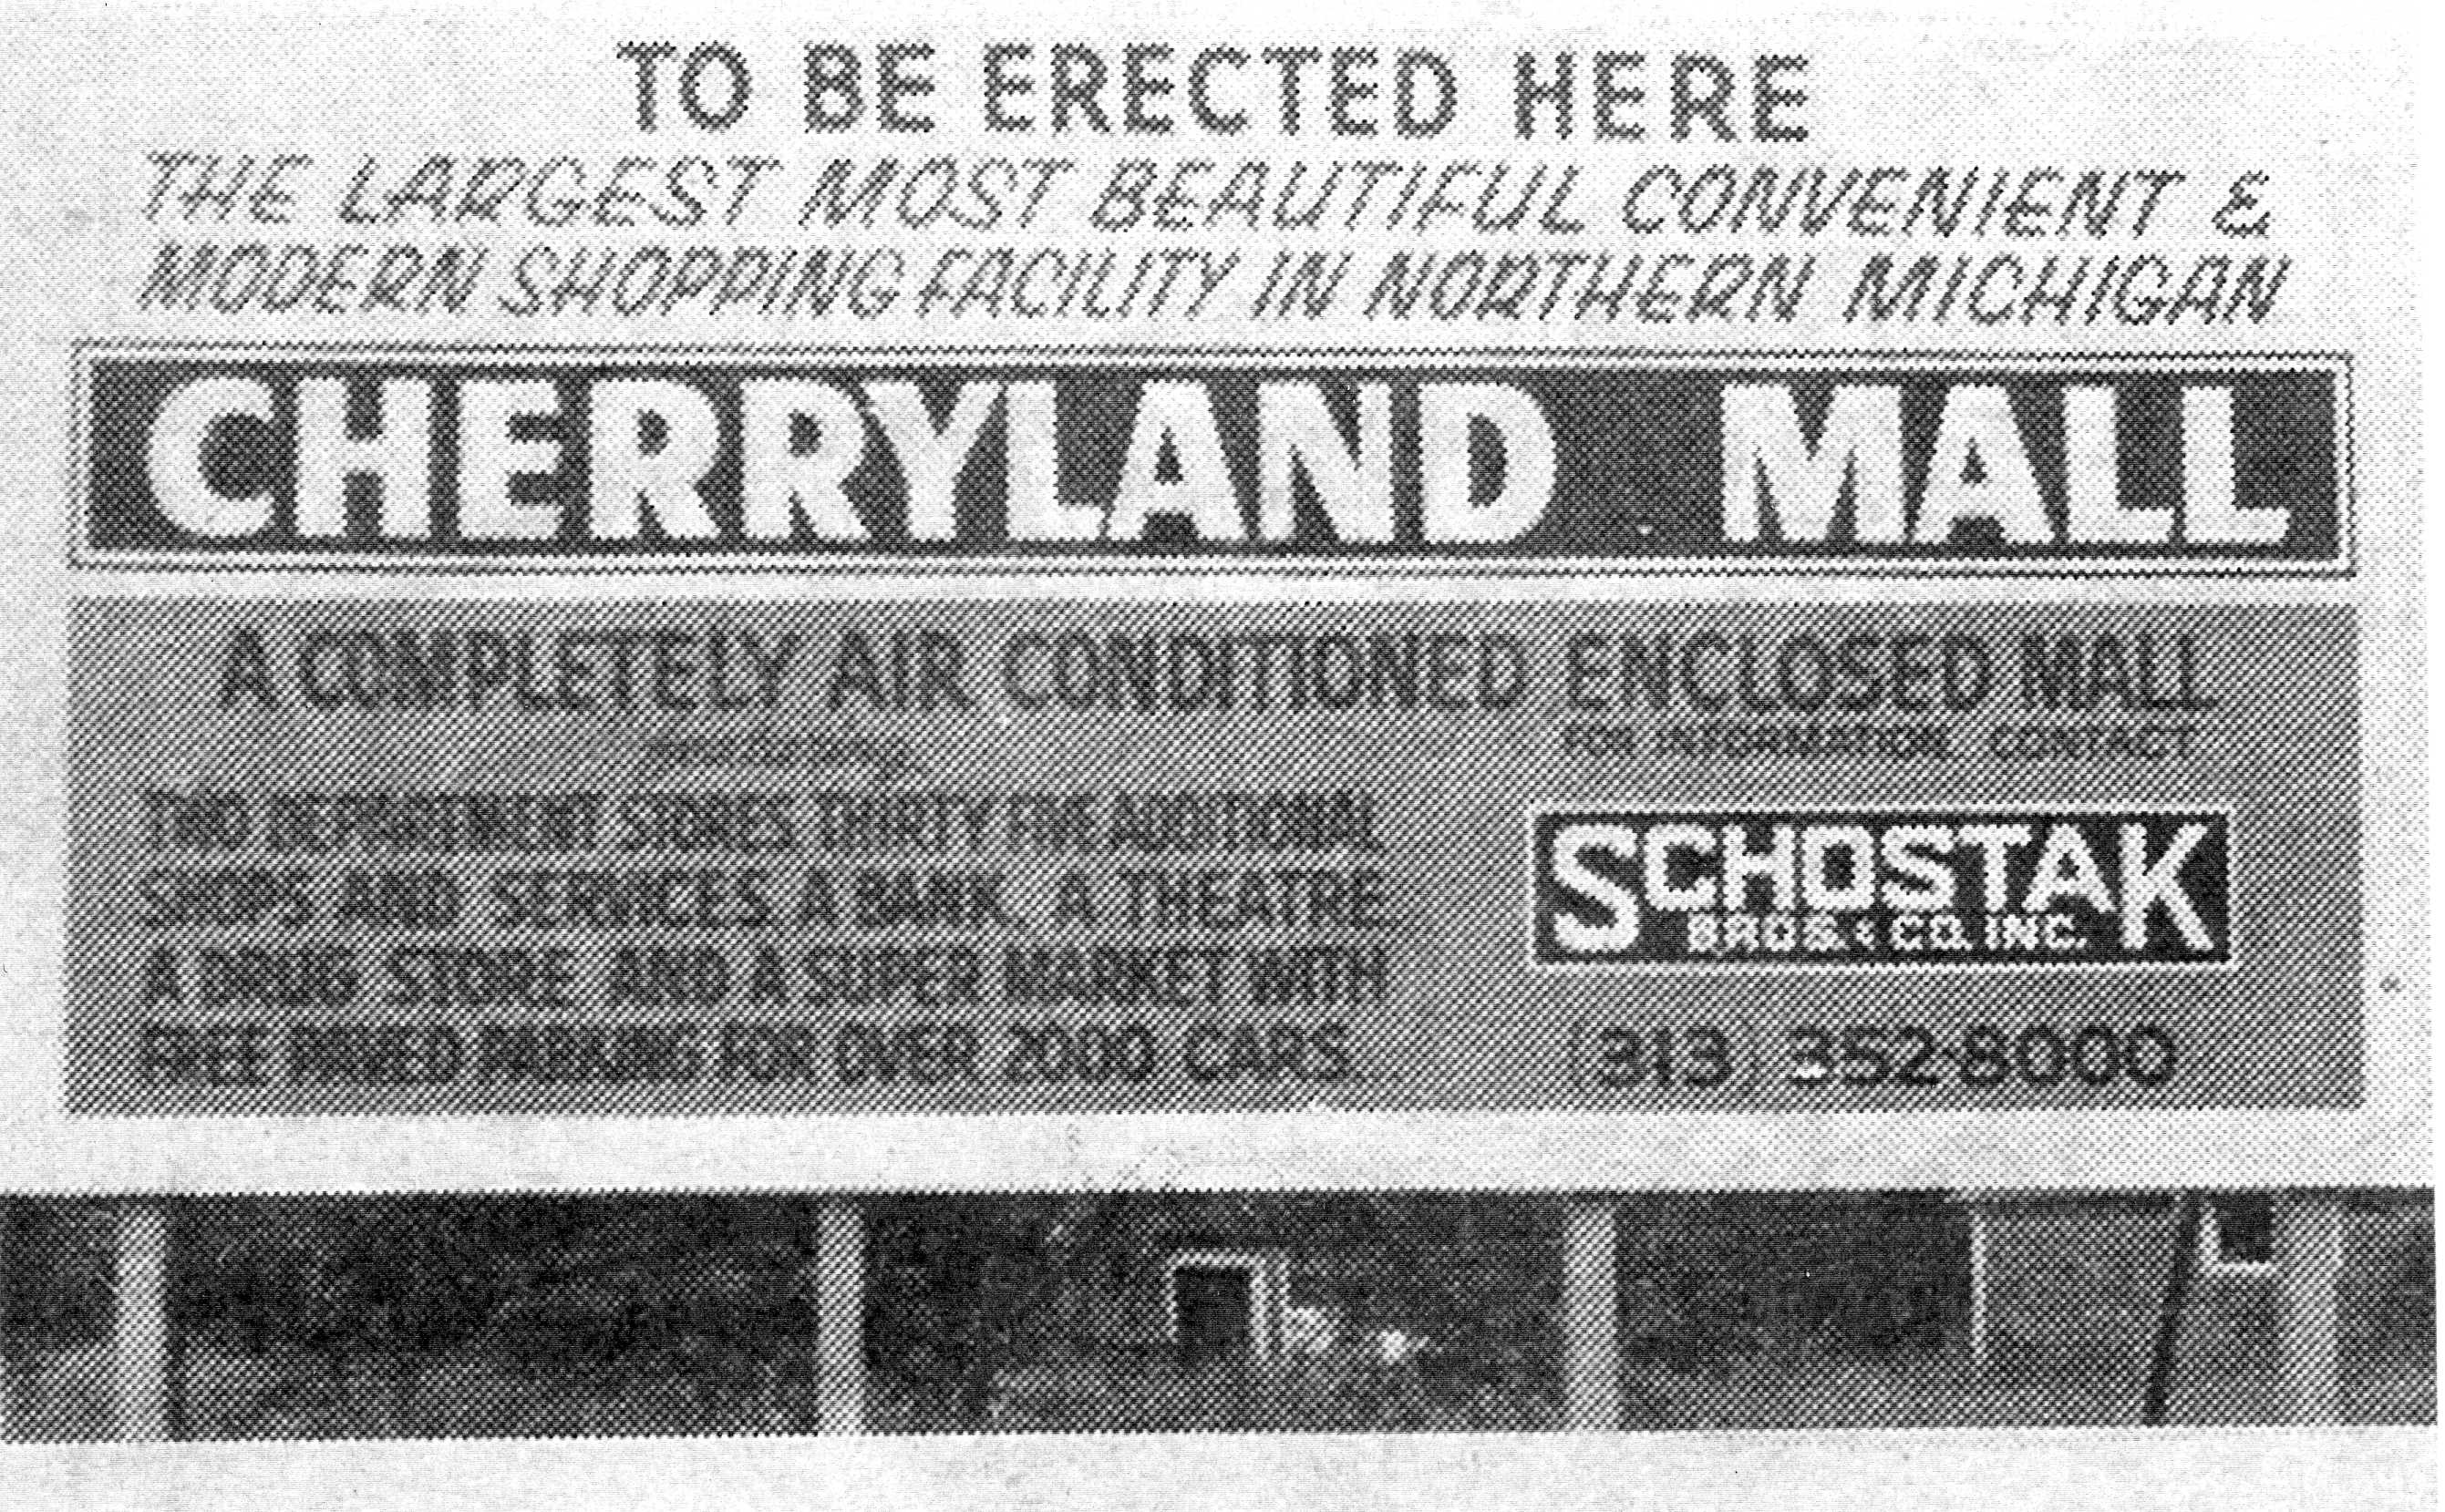 TO BE ERECTED HERE
THE LARGEST MOST BEAUTIFUL CONVENIENT &
MODERN SHOPPING FACILITY IN NORTHERN MICHIGAN
CHERRYLAND MALL
A COMPLETELY AIR CONDITIONED ENCLOSED MALL
TWO DEPARTMENT STORES THIRTY FIVE ADDITIONAL
SHOPS AND SERVICES A BANK A THEATRE
A DRUG STORE AND A SUPER MARKET WITH
FREE PAVED PARKING FOR OVER 2000 CARS
FOR INFORMATION CONTACT
SCHOSTAK
BROS. & CO. INC.
(313) 352-8000